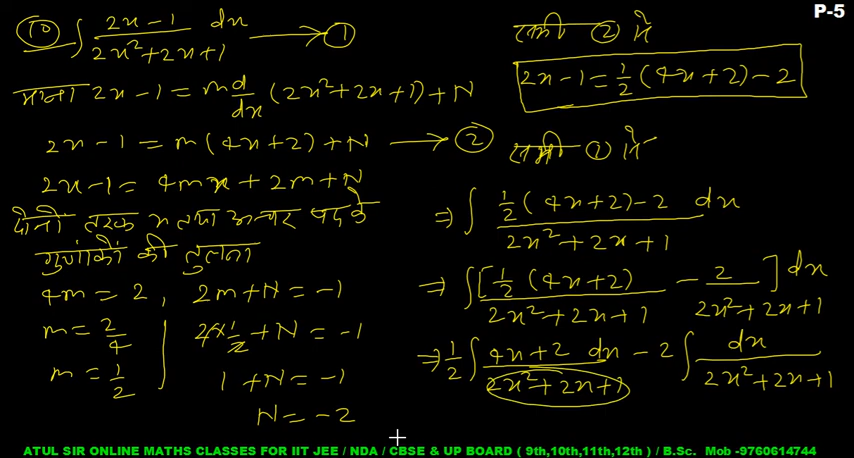 P-5
⑩ ∫ (2x-1)/(2x²+2x+1) dx → ①
माना 2x-1 = m d/dx (2x²+2x+1) + N
2x-1 = m(4x+2)+N → ②
2x-1 = 4mx + 2m+N
दोनों तरफ x तथा अचर पद के
गुणांकों की तुलना
4m = 2, 2m+N = -1
m = 2/4
2×1/2 + N = -1
m = 1/2
1+N = -1
N = -2
समी ② से
2x-1 = 1/2 (4x+2) - 2
समी ① से
⇒ ∫ (1/2 (4x+2) - 2)/(2x²+2x+1) dx
⇒ ∫ [ 1/2 (4x+2)/(2x²+2x+1) - 2/(2x²+2x+1) ] dx
⇒ 1/2 ∫ (4x+2 dx)/(2x²+2x+1) - 2 ∫ dx/(2x²+2x+1)
ATUL SIR ONLINE MATHS CLASSES FOR IIT JEE / NDA / CBSE & UP BOARD ( 9th,10th,11th,12th ) / B.Sc. Mob -9760614744